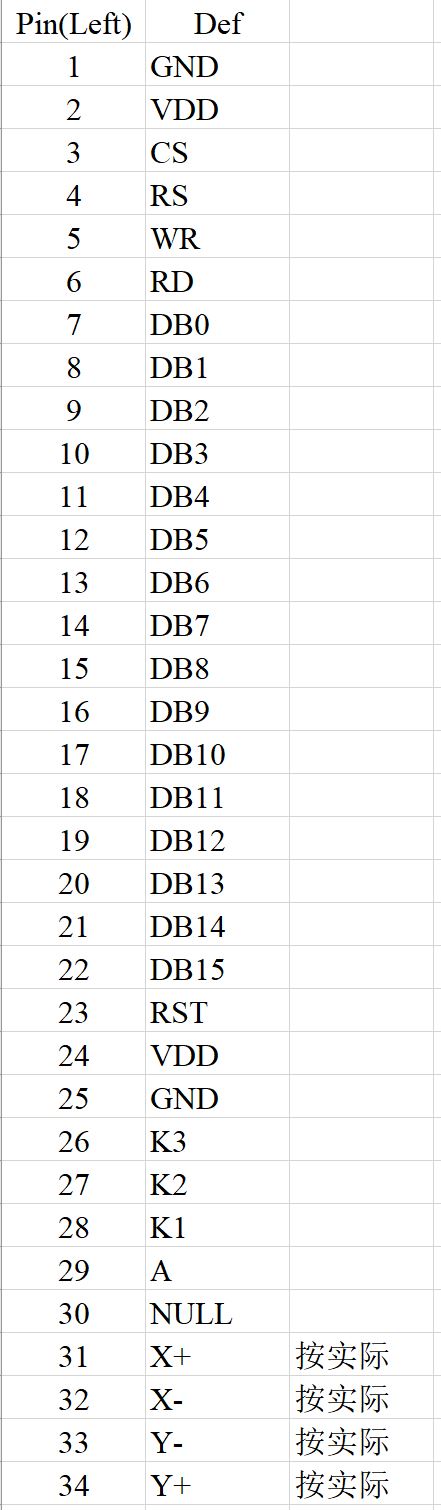 Pin(Left) Def
1 GND
2 VDD
3 CS
4 RS
5 WR
6 RD
7 DB0
8 DB1
9 DB2
10 DB3
11 DB4
12 DB5
13 DB6
14 DB7
15 DB8
16 DB9
17 DB10
18 DB11
19 DB12
20 DB13
21 DB14
22 DB15
23 RST
24 VDD
25 GND
26 K3
27 K2
28 K1
29 A
30 NULL
31 X+ 按实际
32 X- 按实际
33 Y- 按实际
34 Y+ 按实际